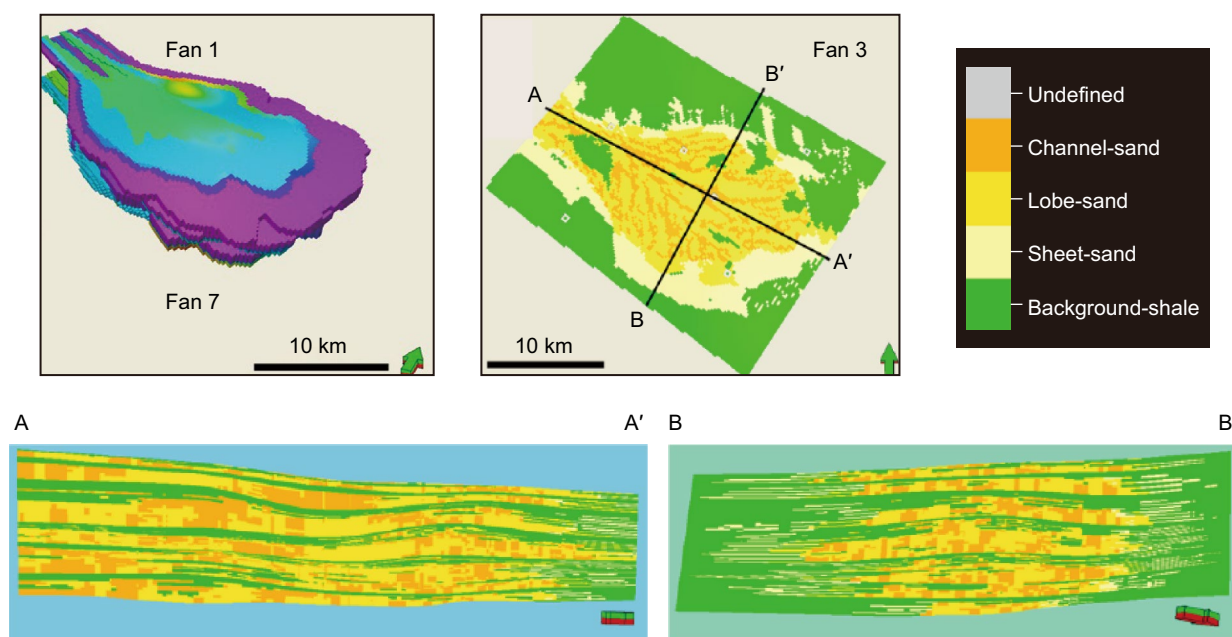 Fan 1
Fan 7
10 km
Fan 3
A
B′
A′
B
10 km
Undefined
Channel-sand
Lobe-sand
Sheet-sand
Background-shale
A
A′
B
B